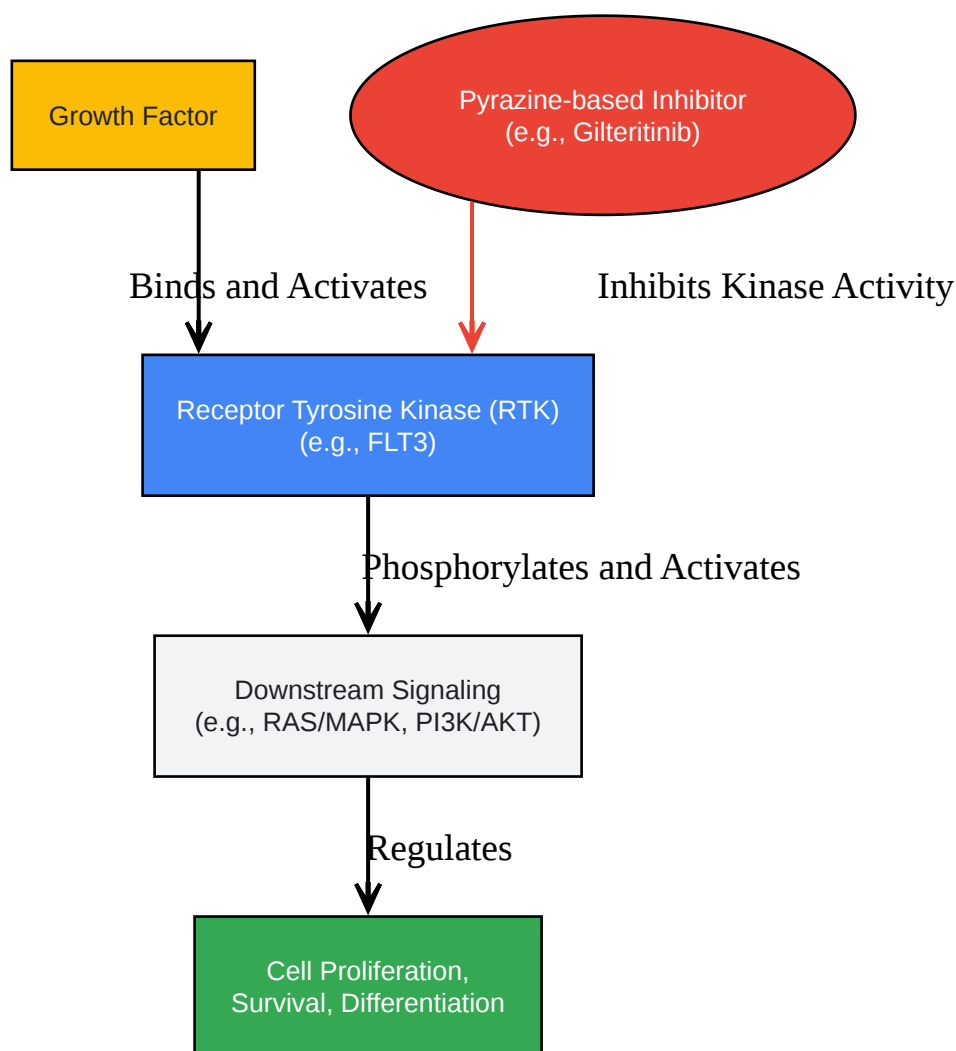 Growth Factor
Pyrazine-based Inhibitor
(e.g., Gilteritinib)
Binds and Activates
Inhibits Kinase Activity
Receptor Tyrosine Kinase (RTK)
(e.g., FLT3)
Phosphorylates and Activates
Downstream Signaling
(e.g., RAS/MAPK, PI3K/AKT)
Regulates
Cell Proliferation,
Survival, Differentiation